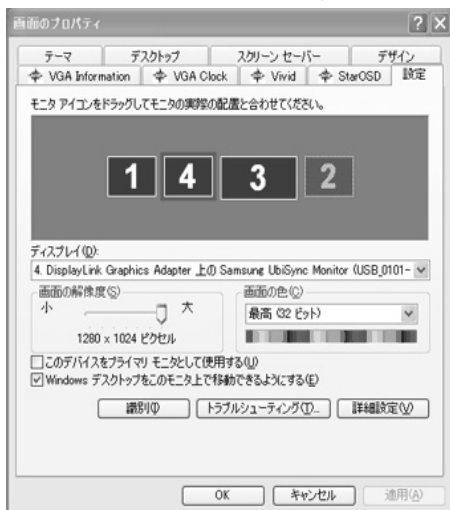 画面のプロパティ
テーマ デスクトップ スクリーン セーバー デザイン
VGA Information VGA Clock Vivid StarOSD 設定
モニタ アイコンをドラッグしてモニタの実際の配置と合わせてください。
1 4 3 2
ディスプレイ(D):
4. DisplayLink Graphics Adapter 上の Samsung UbiSync Monitor (USB_0101-
画面の解像度(S)
小 大
1280 x 1024 ピクセル
画面の色(C)
最高 (32 ビット)
このデバイスをプライマリ モニタとして使用する(U)
Windows デスクトップをこのモニタ上で移動できるようにする(E)
識別(I) トラブルシューティング(T)... 詳細設定(V)
OK キャンセル 適用(A)